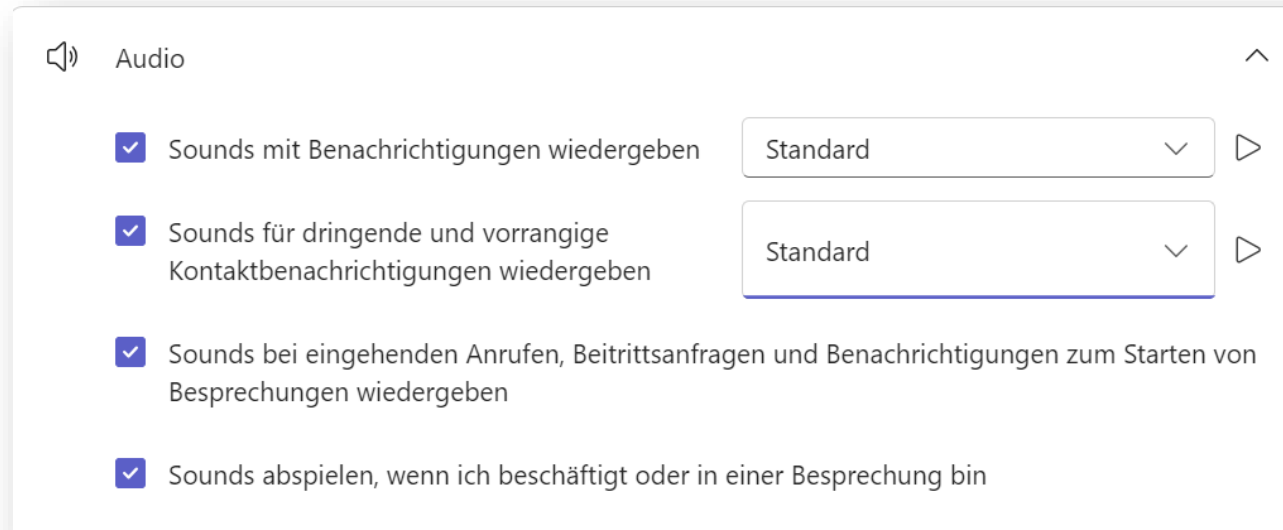 Audio
Sounds mit Benachrichtigungen wiedergeben
Standard
Sounds für dringende und vorrangige
Kontaktbenachrichtigungen wiedergeben
Standard
Sounds bei eingehenden Anrufen, Beitrittsanfragen und Benachrichtigungen zum Starten von
Besprechungen wiedergeben
Sounds abspielen, wenn ich beschäftigt oder in einer Besprechung bin